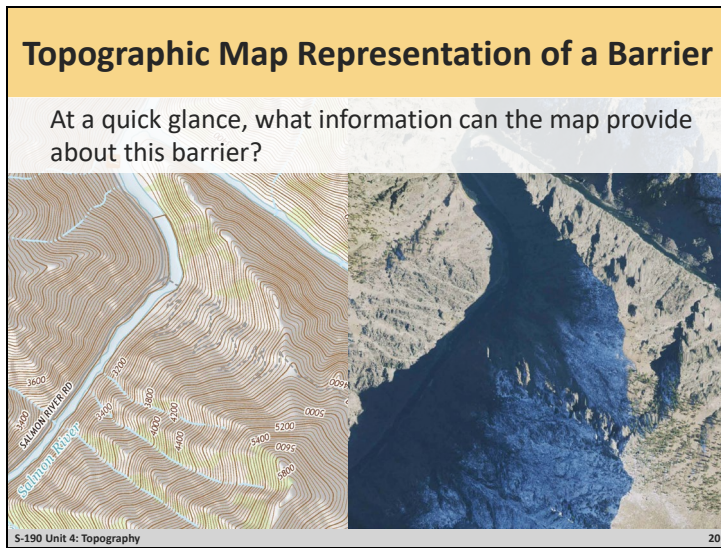 Topographic Map Representation of a Barrier
At a quick glance, what information can the map provide
about this barrier?
3600
3400
SALMON RIVER RD
Salmon River
3200
3400
3800
4000
4200
4400
4600
5000
5200
5400
5600
5800
S-190 Unit 4: Topography
20